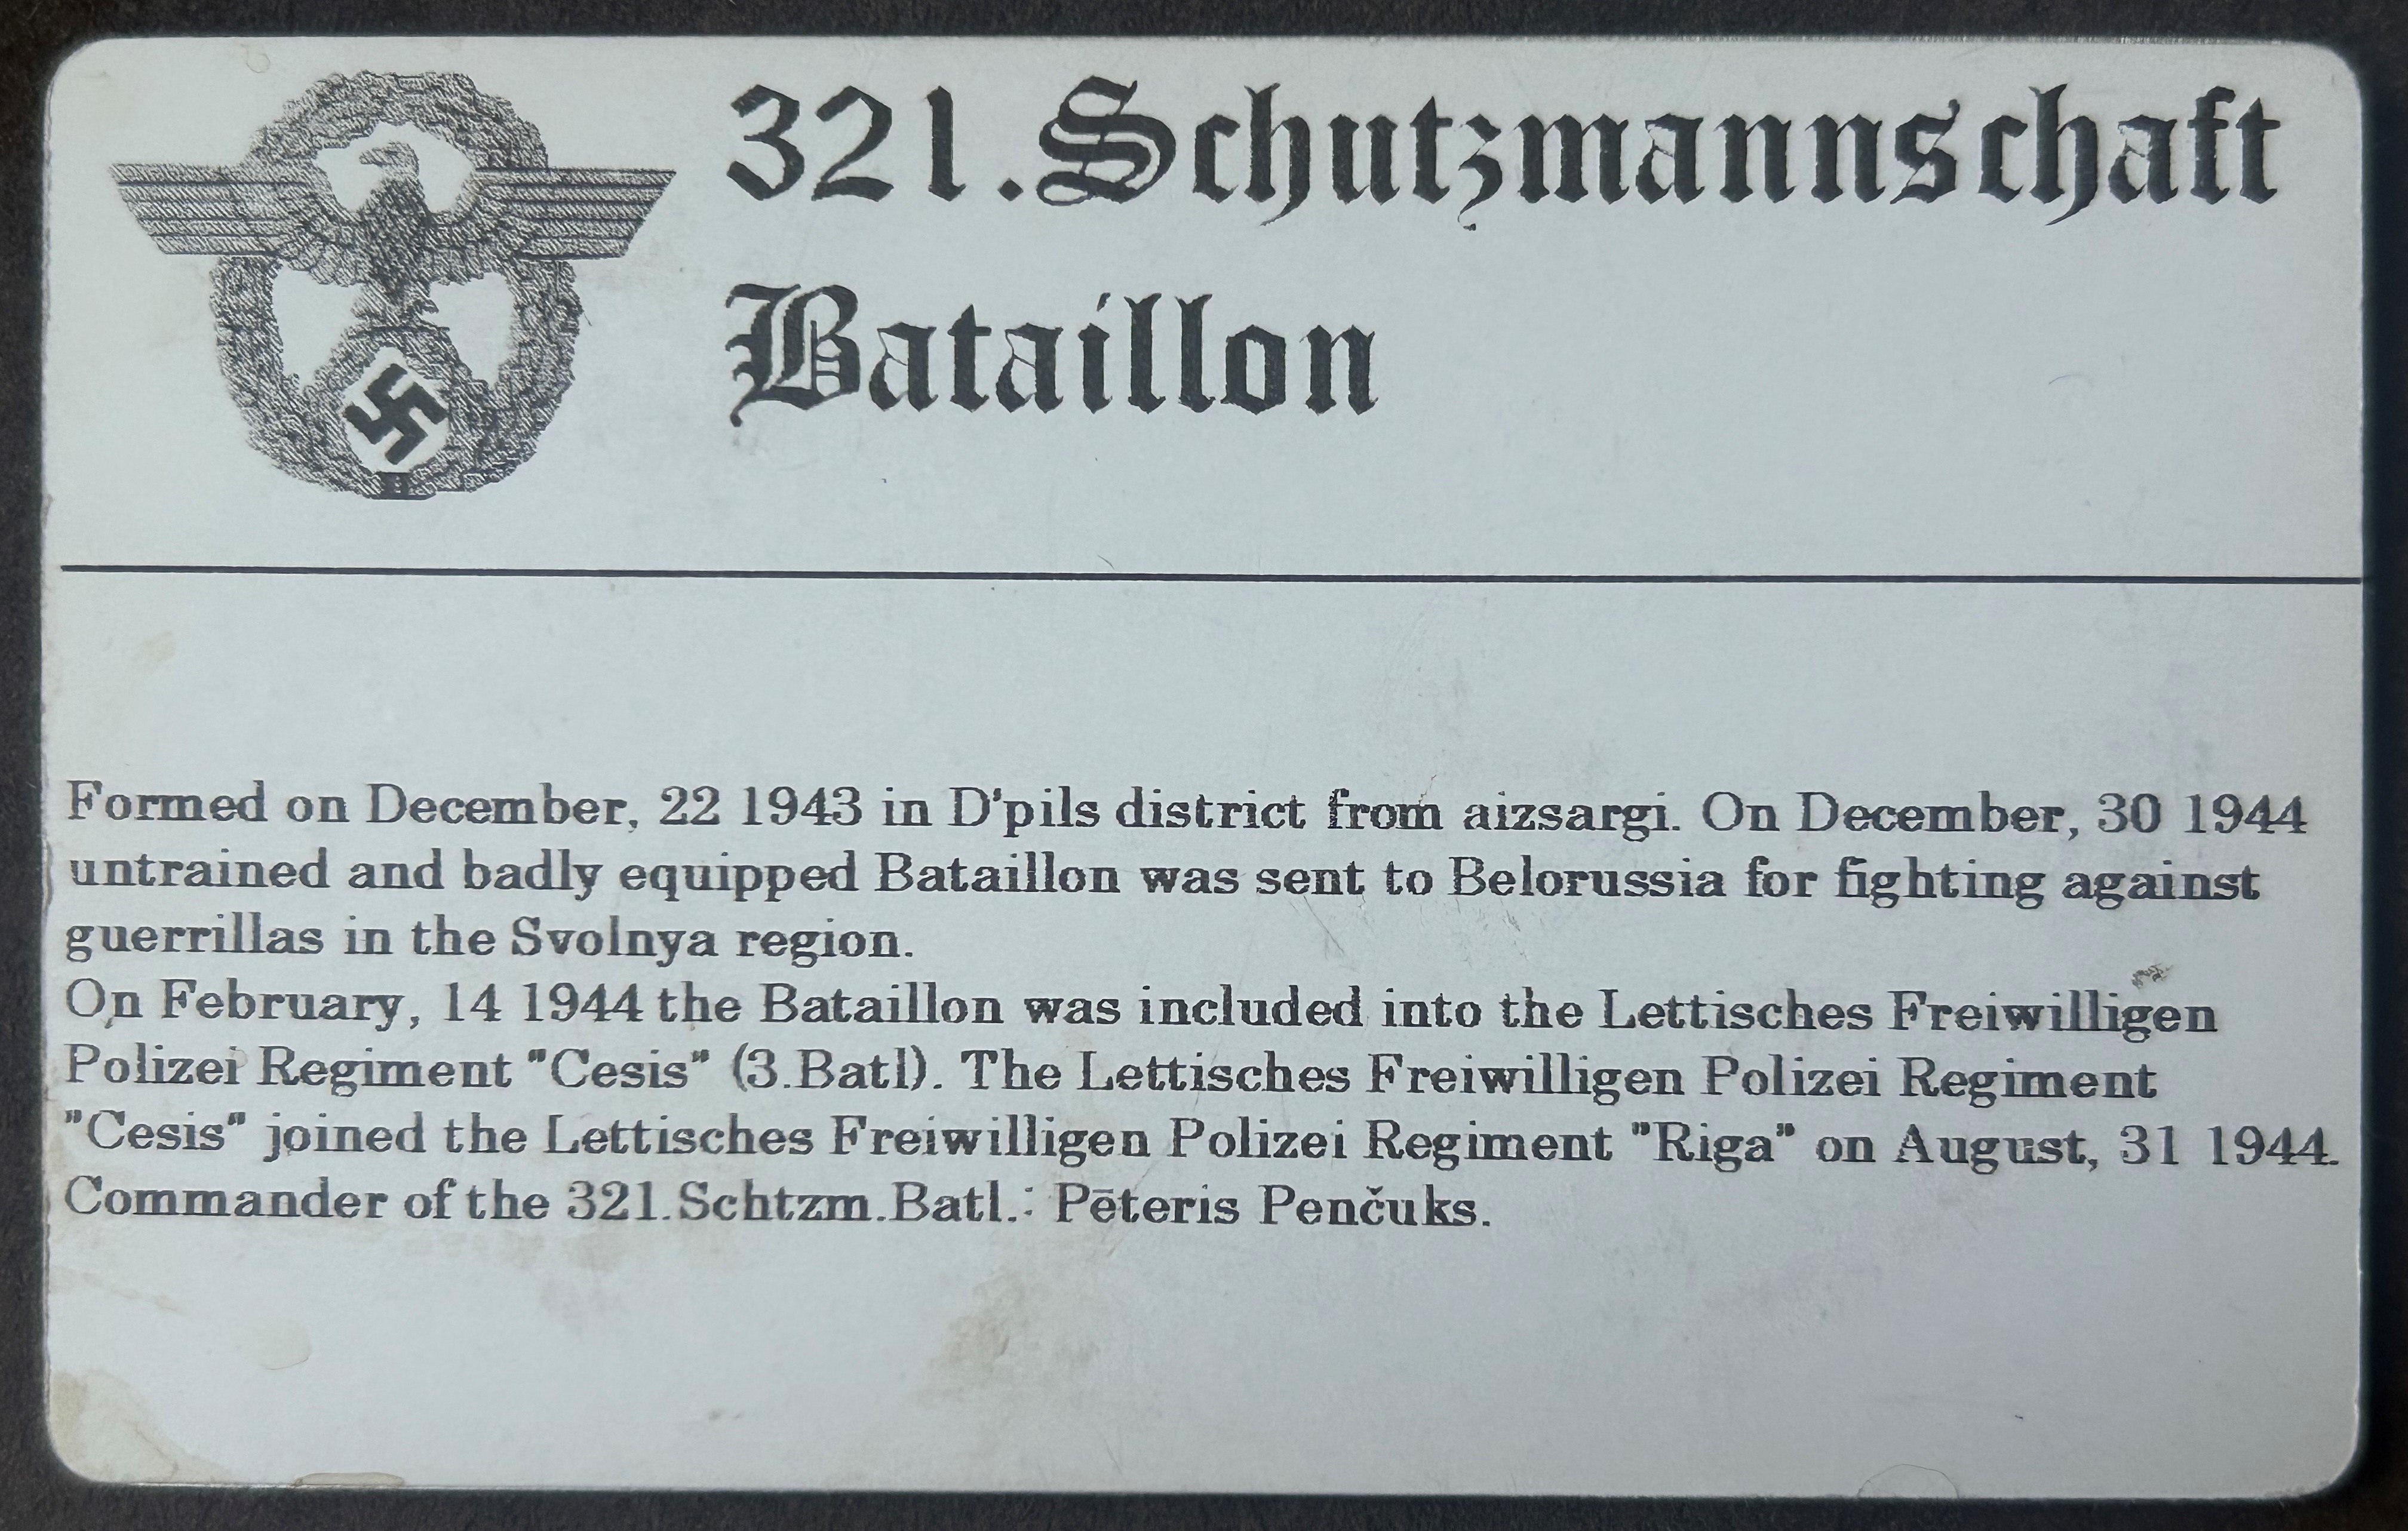 321.Schutzmannschaft
Bataillon
Formed on December, 22 1943 in D'pils district from aizsargi. On December, 30 1944
untrained and badly equipped Bataillon was sent to Belorussia for fighting against
guerrillas in the Svolnya region.
On February, 14 1944 the Bataillon was included into the Lettisches Freiwilligen
Polizei Regiment "Cesis" (3.Batl). The Lettisches Freiwilligen Polizei Regiment
"Cesis" joined the Lettisches Freiwilligen Polizei Regiment "Riga" on August, 31 1944.
Commander of the 321.Schtzm.Batl.: Pēteris Penčuks.